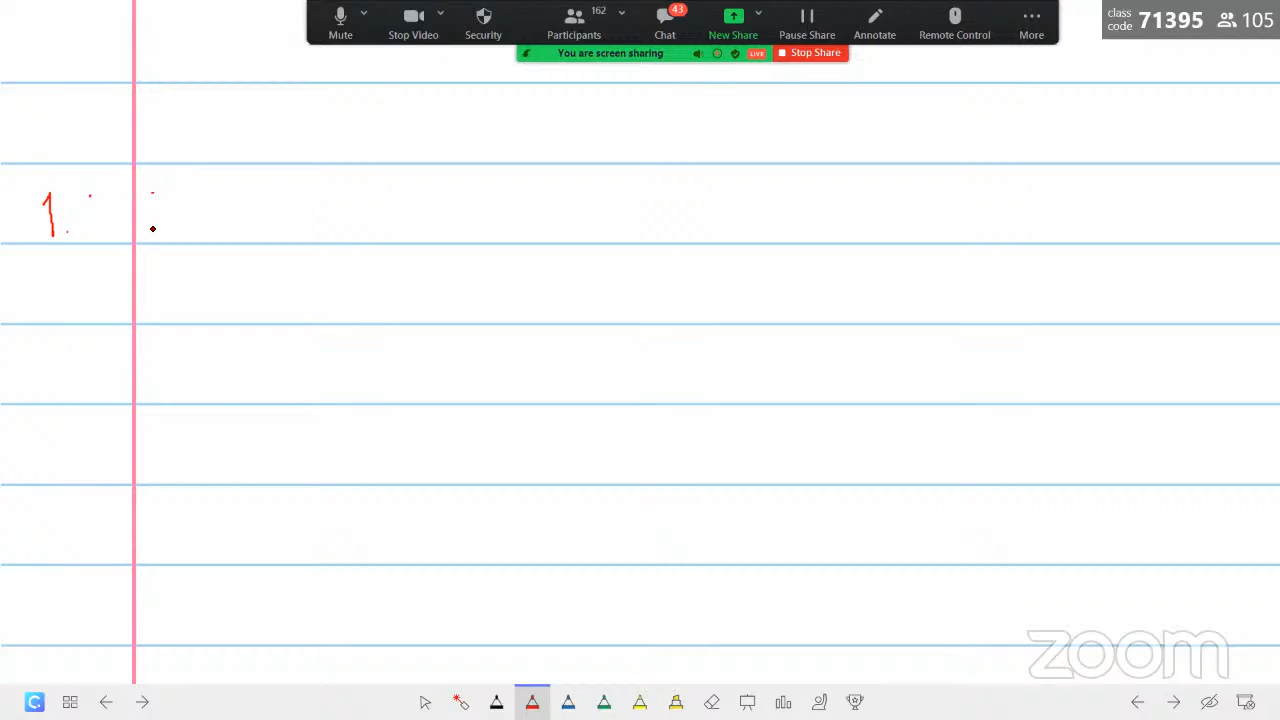 162 43 class code 71395 105
Mute Stop Video Security Participants Chat New Share Pause Share Annotate Remote Control More
You are screen sharing LIVE Stop Share
1.
zoom
C